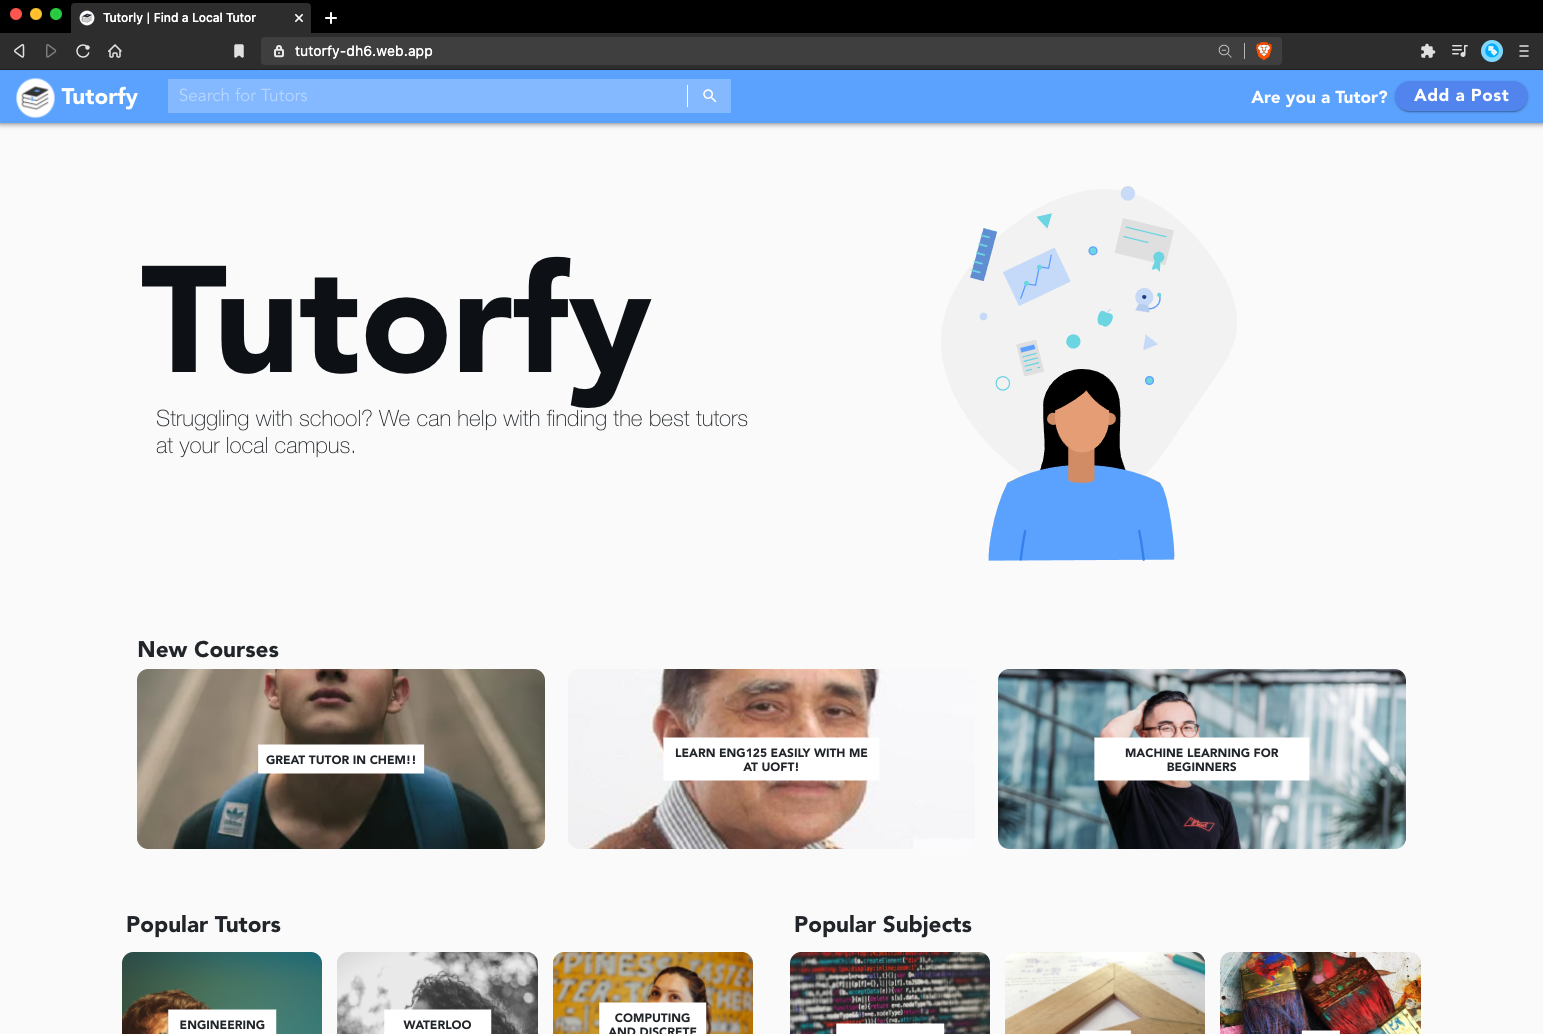 Tutorly | Find a Local Tutor
tutorfy-dh6.web.app
Tutorfy
Search for Tutors
Are you a Tutor?
Add a Post
Tutorfy
Struggling with school? We can help with finding the best tutors
at your local campus.
New Courses
GREAT TUTOR IN CHEM!!
LEARN ENG125 EASILY WITH ME
AT UOFT!
MACHINE LEARNING FOR
BEGINNERS
Popular Tutors
Popular Subjects
ENGINEERING
WATERLOO
COMPUTING
AND DISCRETE